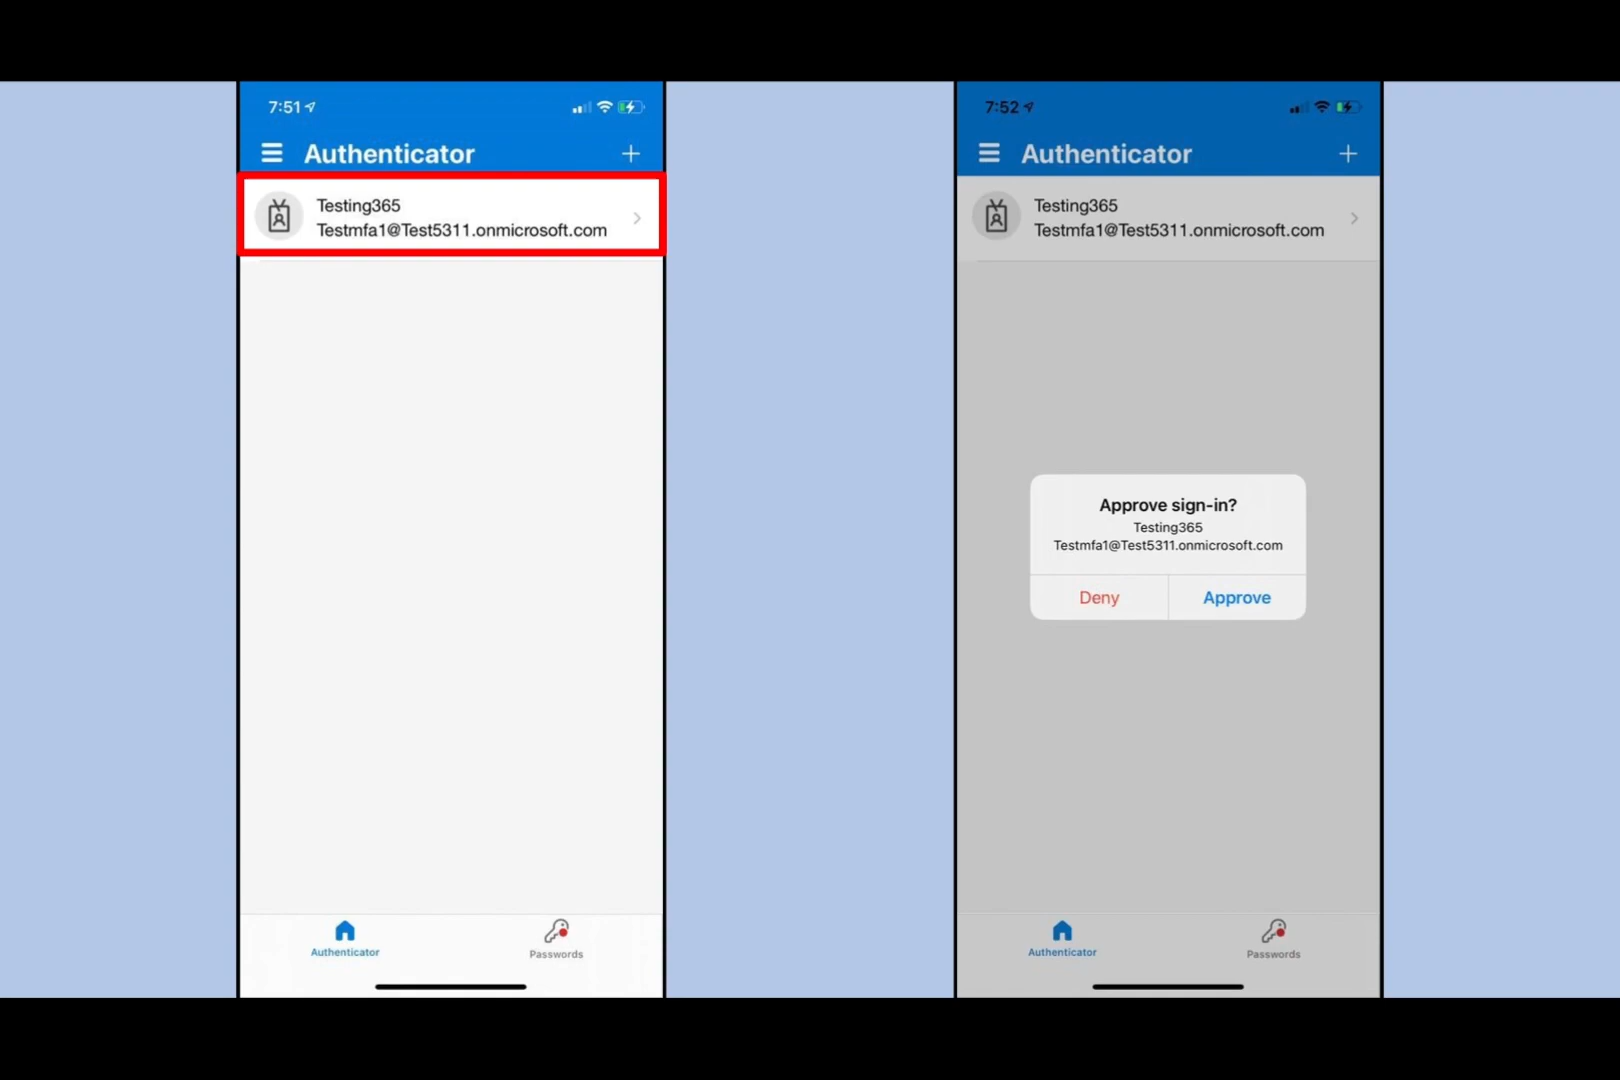 7:51
Authenticator
Testing365
Testmfa1@Test5311.onmicrosoft.com
Authenticator
Passwords
7:52
Authenticator
Testing365
Testmfa1@Test5311.onmicrosoft.com
Approve sign-in?
Testing365
Testmfa1@Test5311.onmicrosoft.com
Deny
Approve
Authenticator
Passwords